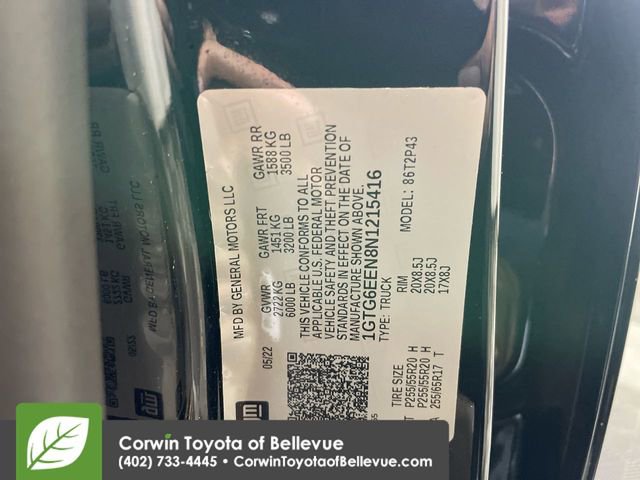 MFD BY GENERAL MOTORS LLC
05/22
GVWR
2722 KG
6000 LB
GAWR FRT
1451 KG
3200 LB
GAWR RR
1588 KG
3500 LB
THIS VEHICLE CONFORMS TO ALL
APPLICABLE U.S. FEDERAL MOTOR
VEHICLE SAFETY AND THEFT PREVENTION
STANDARDS IN EFFECT ON THE DATE OF
MANUFACTURE SHOWN ABOVE.
1GTG6EEN8N1215416
TYPE: TRUCK
MODEL: 86T2P43
TIRE SIZE RIM
P255/55R20 H 20X8.5J
P255/55R20 H 20X8.5J
255/65R17 T 17X8J
gm
Corwin Toyota of Bellevue
(402) 733-4445 • CorwinToyotaofBellevue.com